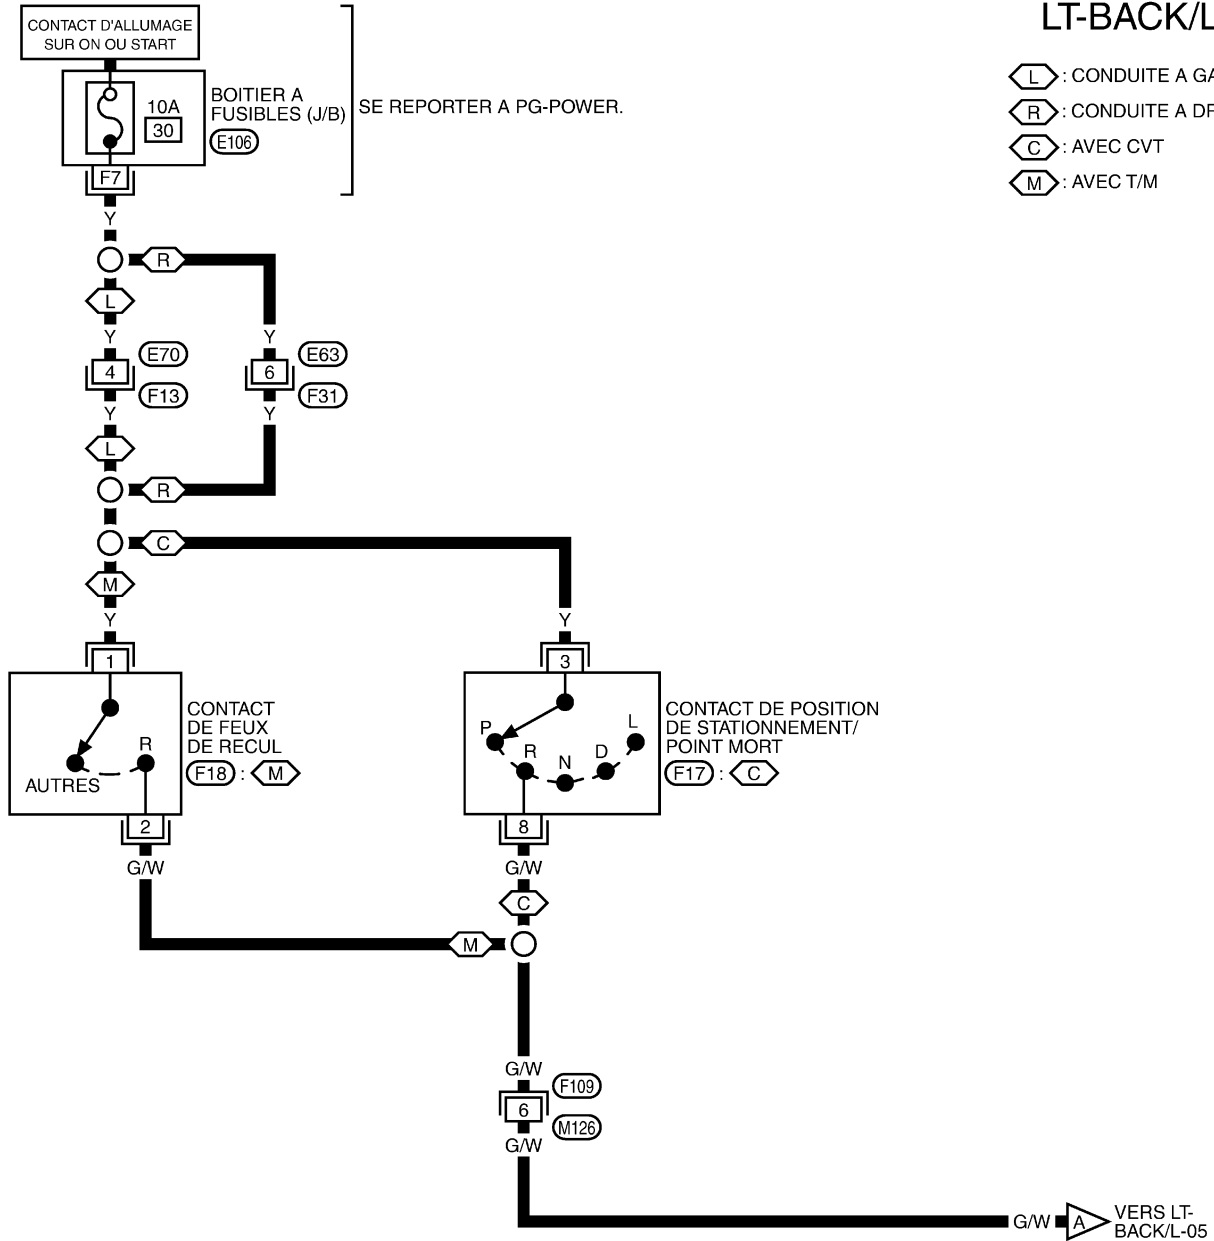 LT-BACK/L
CONTACT D'ALLUMAGE
SUR ON OU START
10A
30
BOITIER A
FUSIBLES (J/B)
E106
SE REPORTER A PG-POWER.
L : CONDUITE A GA
R : CONDUITE A DR
C : AVEC CVT
M : AVEC T/M
F7
Y
R
L
Y Y
4 E70 6 E63
F13 F31
Y Y
L
R
C
M
Y Y
1 3
CONTACT
DE FEUX
DE RECUL
F18 : M
R
AUTRES
CONTACT DE POSITION
DE STATIONNEMENT/
POINT MORT
F17 : C
P R N D L
2 8
G/W G/W
C
M
G/W
F109
6
M126
G/W
G/W A VERS LT-
BACK/L-05